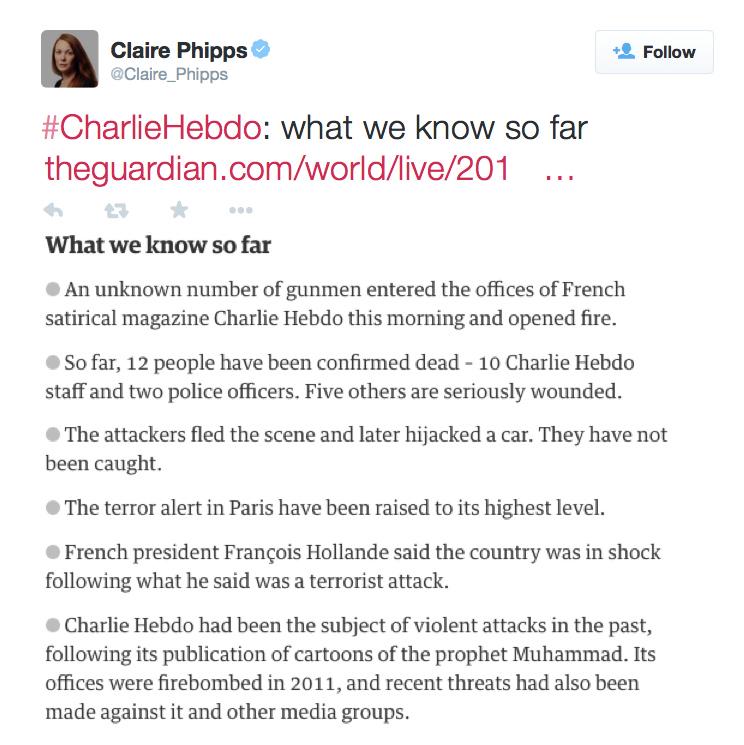 Claire Phipps
@Claire_Phipps
Follow
#CharlieHebdo: what we know so far
theguardian.com/world/live/201 ...
What we know so far
● An unknown number of gunmen entered the offices of French
satirical magazine Charlie Hebdo this morning and opened fire.
● So far, 12 people have been confirmed dead – 10 Charlie Hebdo
staff and two police officers. Five others are seriously wounded.
● The attackers fled the scene and later hijacked a car. They have not
been caught.
● The terror alert in Paris have been raised to its highest level.
● French president François Hollande said the country was in shock
following what he said was a terrorist attack.
● Charlie Hebdo had been the subject of violent attacks in the past,
following its publication of cartoons of the prophet Muhammad. Its
offices were firebombed in 2011, and recent threats had also been
made against it and other media groups.